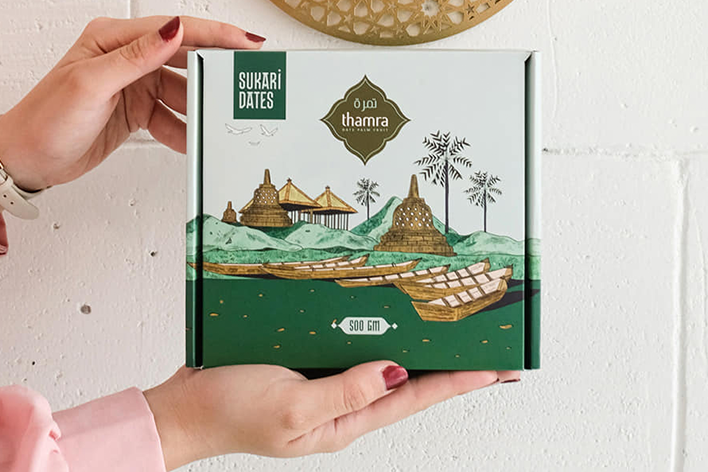 SUKARI
DATES
تمرة
thamra
DATE PALM FRUIT
500 GM